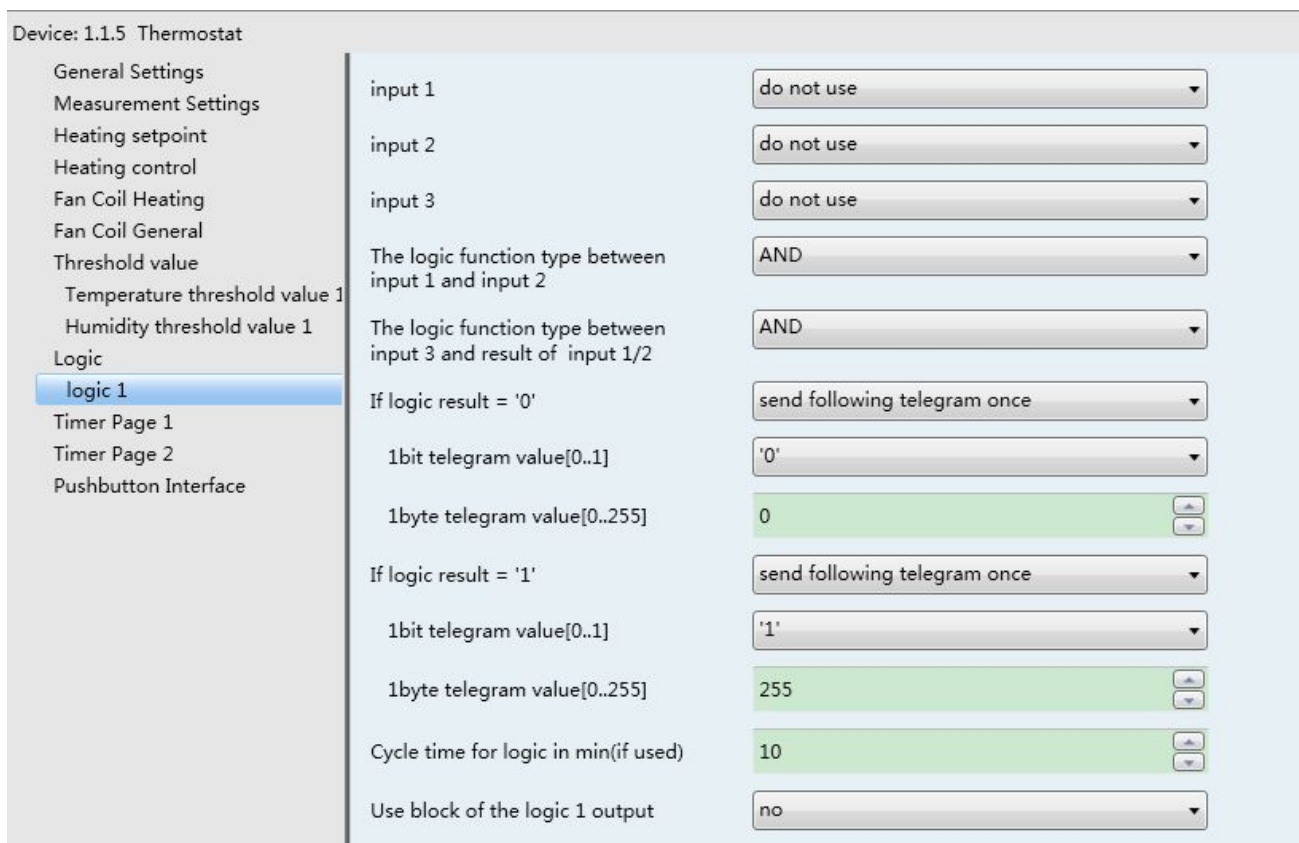 Device: 1.1.5  Thermostat
General Settings
Measurement Settings
Heating setpoint
Heating control
Fan Coil Heating
Fan Coil General
Threshold value
Temperature threshold value 1
Humidity threshold value 1
Logic
logic 1
Timer Page 1
Timer Page 2
Pushbutton Interface
input 1
do not use
input 2
do not use
input 3
do not use
The logic function type between
input 1 and input 2
AND
The logic function type between
input 3 and result of  input 1/2
AND
If logic result = '0'
send following telegram once
1bit telegram value[0..1]
'0'
1byte telegram value[0..255]
0
If logic result = '1'
send following telegram once
1bit telegram value[0..1]
'1'
1byte telegram value[0..255]
255
Cycle time for logic in min(if used)
10
Use block of the logic 1 output
no